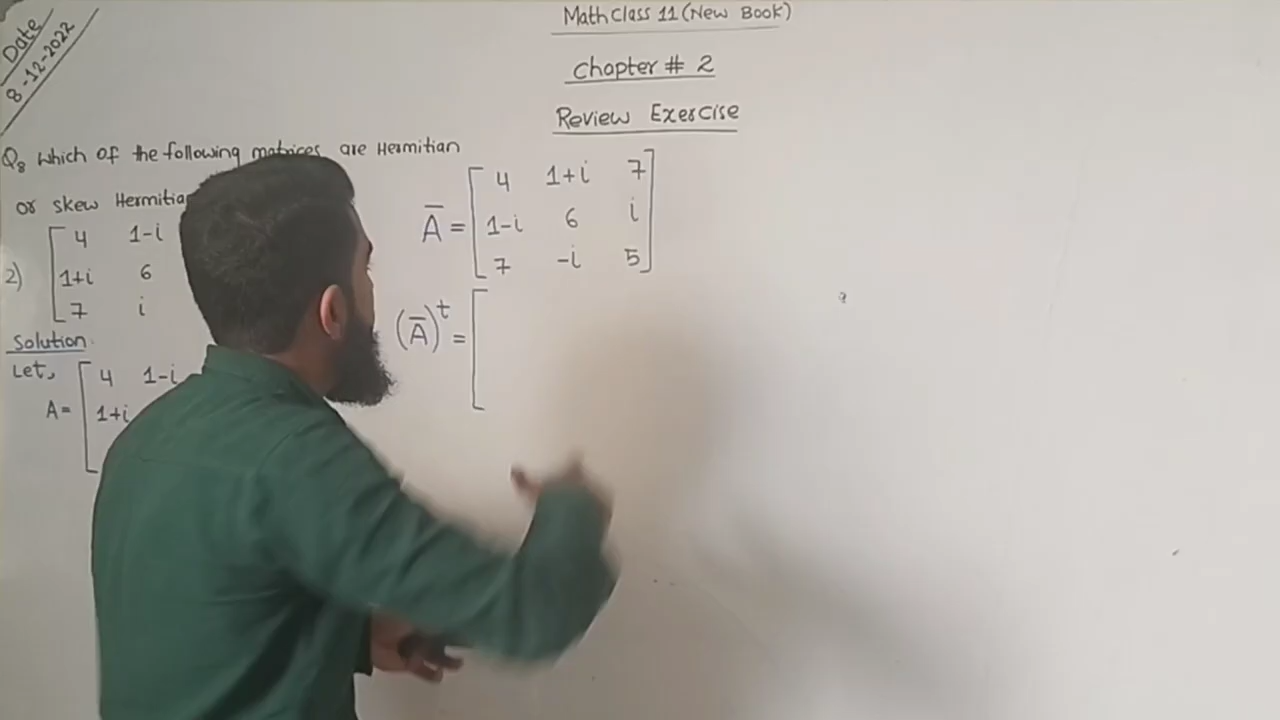 Date
8-12-2022
Math Class 11 (New Book)
Chapter # 2
Review Exercise
Q8 Which of the following matrices are Hermitian
or skew Hermitian
2) [ 4 1-i
1+i 6
7 i
Solution
Let,
A = [ 4 1-i
1+i
Ā = [ 4 1+i 7
1-i 6 i
7 -i 5 ]
(Ā)ᵗ = [